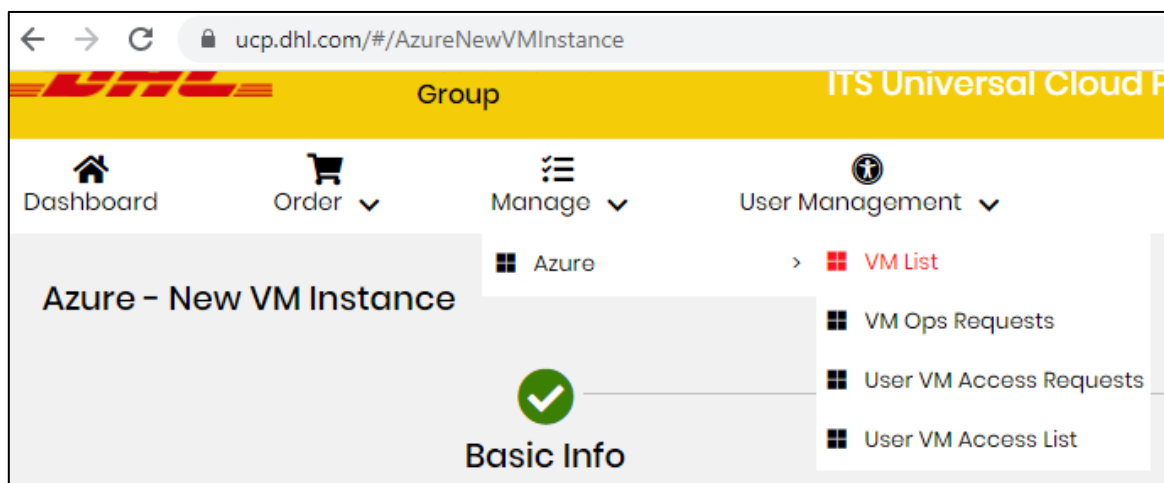 ucp.dhl.com/#/AzureNewVMInstance
Group
ITS Universal Cloud
Dashboard
Order
Manage
User Management
Azure
VM List
Azure - New VM Instance
VM Ops Requests
User VM Access Requests
User VM Access List
Basic Info